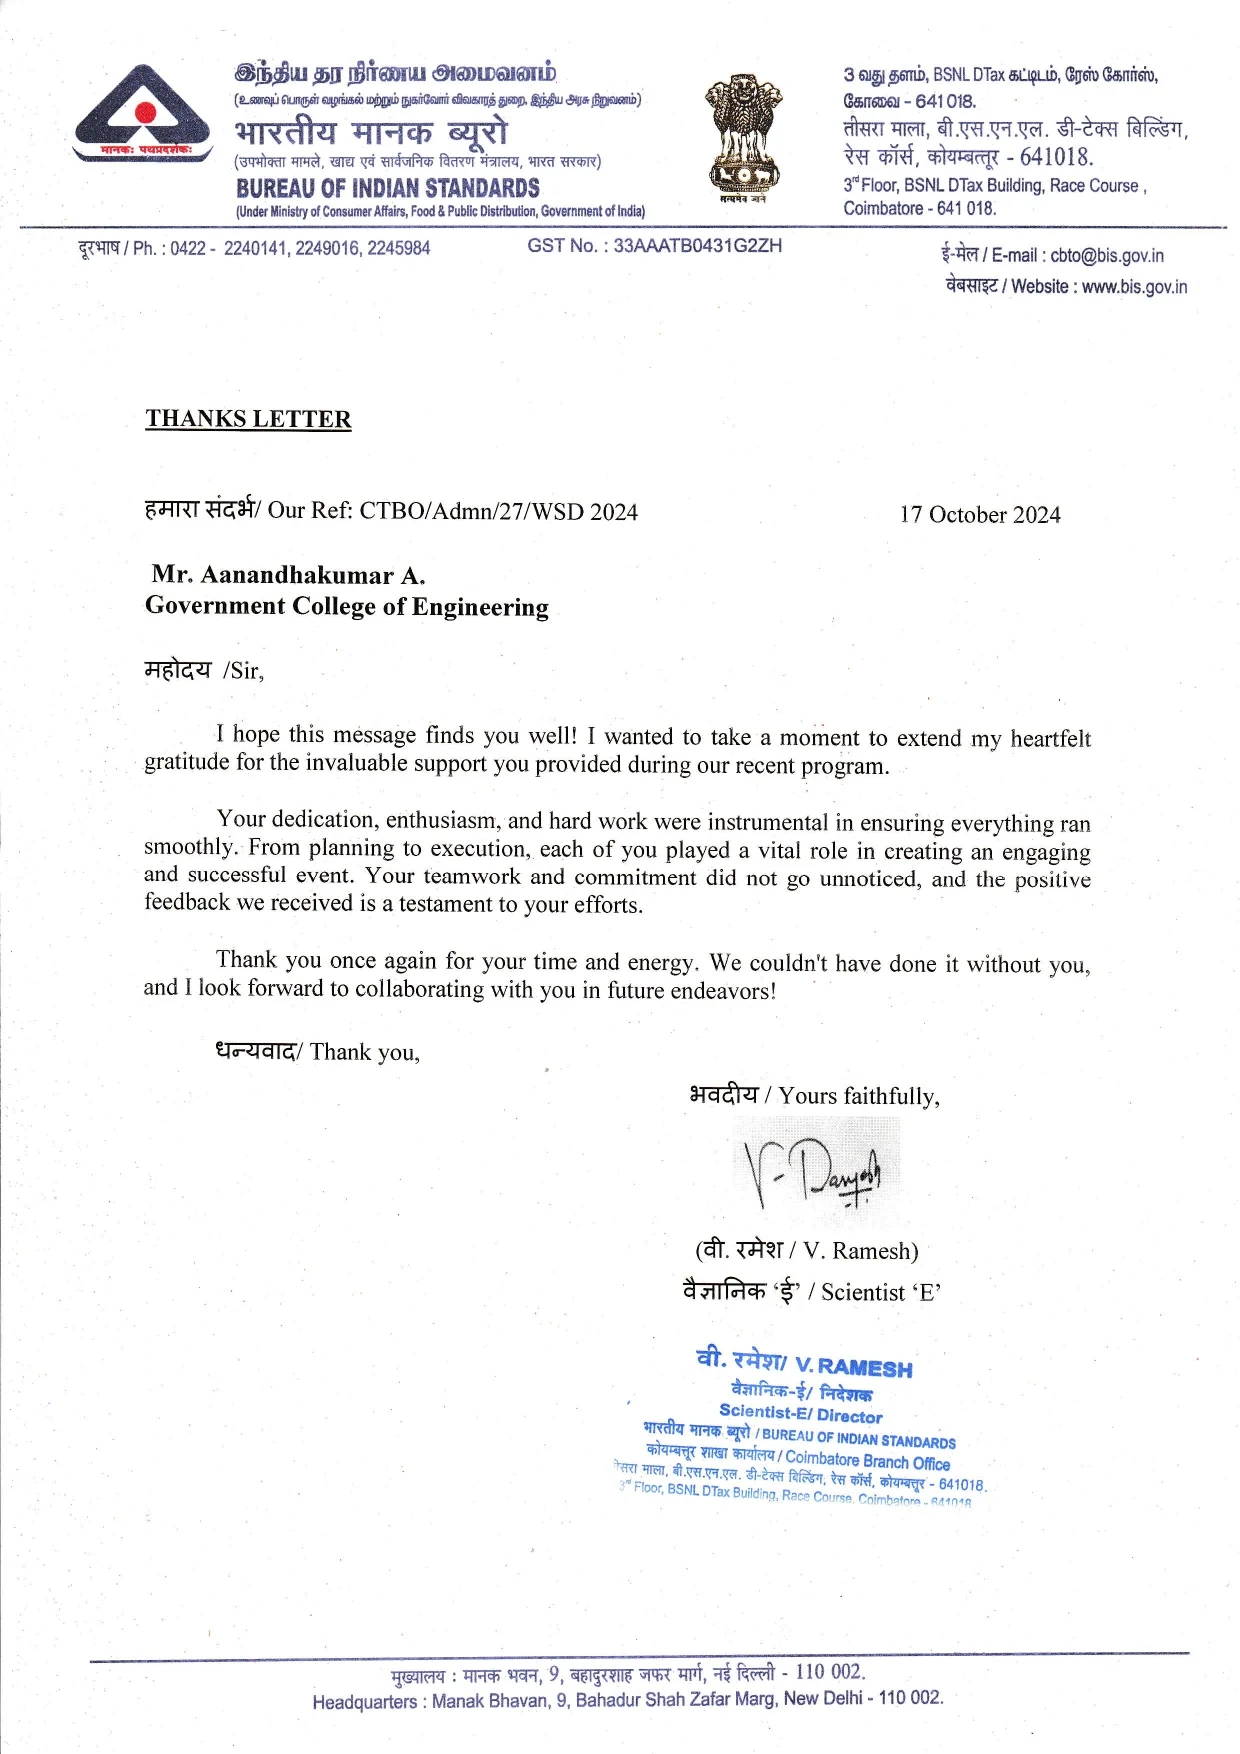 இந்திய தர நிர்ணய அமைவனம்
(உணவுப் பொருள் வழங்கல் மற்றும் நுகர்வோர் விவகாரத் துறை, இந்திய அரசு நிறுவனம்)
भारतीय मानक ब्यूरो
(उपभोक्ता मामले, खाद्य एवं सार्वजनिक वितरण मंत्रालय, भारत सरकार)
BUREAU OF INDIAN STANDARDS
(Under Ministry of Consumer Affairs, Food & Public Distribution, Government of India)
मानकः पथप्रदर्शकः
3 வது தளம், BSNL DTax கட்டிடம், ரேஸ் கோர்ஸ்,
கோவை - 641 018.
तीसरा माला, बी.एस.एन.एल. डी-टेक्स बिल्डिंग,
रेस कॉर्स, कोयम्बत्तूर - 641018.
3rd Floor, BSNL DTax Building, Race Course ,
Coimbatore - 641 018.
दूरभाष / Ph. : 0422 - 2240141, 2249016, 2245984
GST No. : 33AAATB0431G2ZH
ई-मेल / E-mail : cbto@bis.gov.in
वेबसाइट / Website : www.bis.gov.in
THANKS LETTER
हमारा संदर्भ/ Our Ref: CTBO/Admn/27/WSD 2024
17 October 2024
Mr. Aanandhakumar A.
Government College of Engineering
महोदय /Sir,
I hope this message finds you well! I wanted to take a moment to extend my heartfelt
gratitude for the invaluable support you provided during our recent program.
Your dedication, enthusiasm, and hard work were instrumental in ensuring everything ran
smoothly. From planning to execution, each of you played a vital role in creating an engaging
and successful event. Your teamwork and commitment did not go unnoticed, and the positive
feedback we received is a testament to your efforts.
Thank you once again for your time and energy. We couldn't have done it without you,
and I look forward to collaborating with you in future endeavors!
धन्यवाद/ Thank you,
भवदीय / Yours faithfully,
(वी. रमेश / V. Ramesh)
वैज्ञानिक ‘ई’ / Scientist ‘E’
वी. रमेश/ V. RAMESH
वैज्ञानिक-ई/ निदेशक
Scientist-E/ Director
भारतीय मानक ब्यूरो / BUREAU OF INDIAN STANDARDS
कोयम्बत्तूर शाखा कार्यालय / Coimbatore Branch Office
माला, बी.एस.एन.एल. डी-टेक्स बिल्डिंग, रेस कॉर्स, कोयम्बत्तूर - 641018.
3rd Floor, BSNL DTax Building, Race Course, Coimbatore - 641018
मुख्यालय : मानक भवन, 9, बहादुरशाह जफर मार्ग, नई दिल्ली - 110 002.
Headquarters : Manak Bhavan, 9, Bahadur Shah Zafar Marg, New Delhi - 110 002.